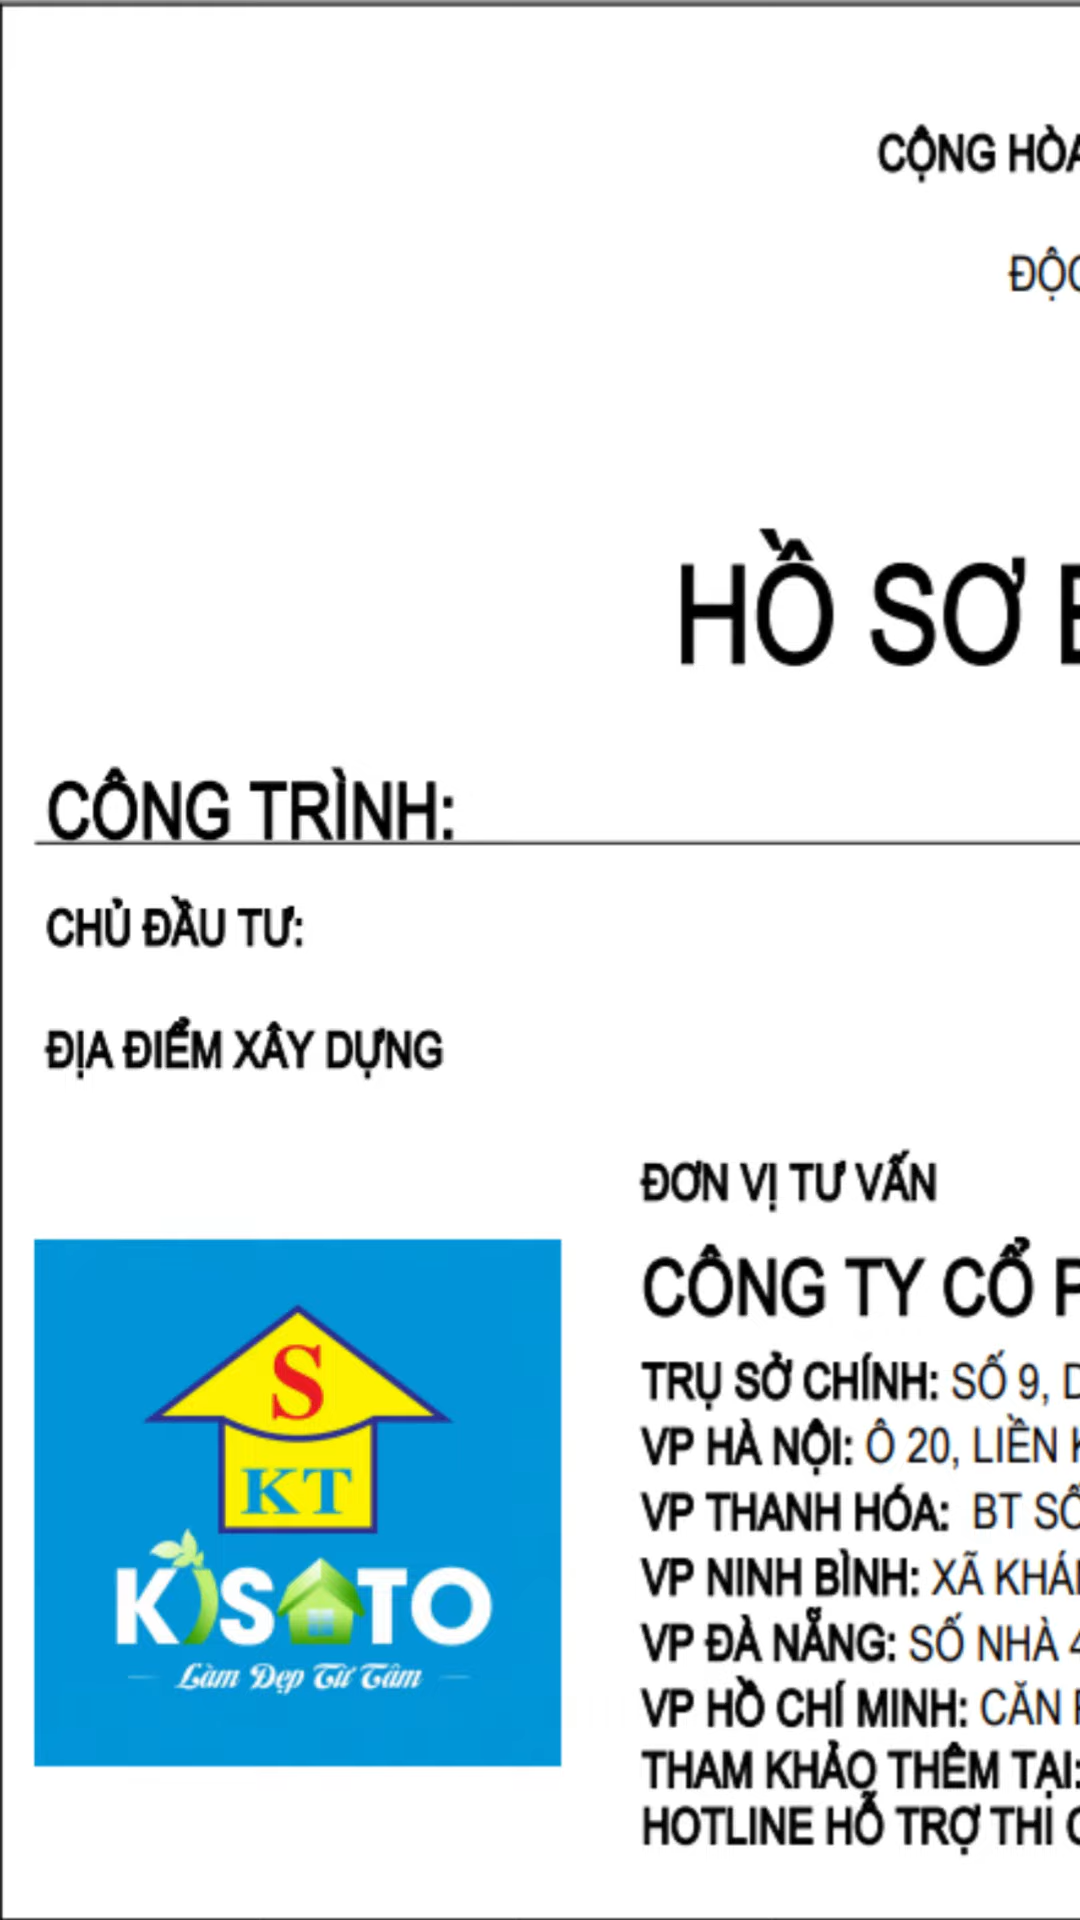 CỘNG HÒA
ĐỘC
HỒ SƠ
CÔNG TRÌNH:
CHỦ ĐẦU TƯ:
ĐỊA ĐIỂM XÂY DỰNG
ĐƠN VỊ TƯ VẤN
CÔNG TY CỔ P
TRỤ SỞ CHÍNH: SỐ 9,
VP HÀ NỘI: Ô 20, LIỀN K
VP THANH HÓA: BT SỐ
VP NINH BÌNH: XÃ KHÁN
VP ĐÀ NẴNG: SỐ NHÀ 4
VP HỒ CHÍ MINH: CĂN
THAM KHẢO THÊM TẠI:
HOTLINE HỖ TRỢ THI C
S
KT
KISATO
Làm Đẹp Từ Tâm